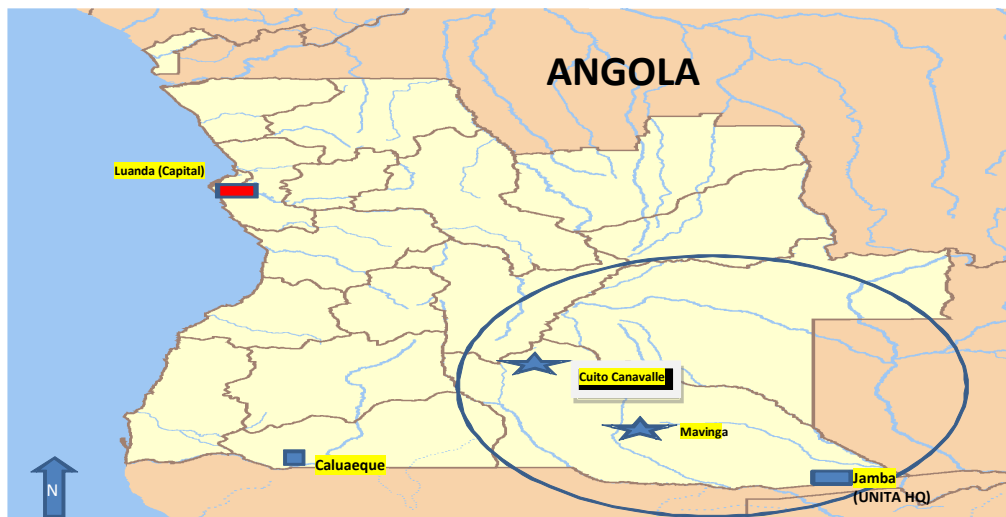 ANGOLA
Luanda (Capital)
Cuito Canavalle
Mavinga
Caluaeque
Jamba
(UNITA HQ)
N